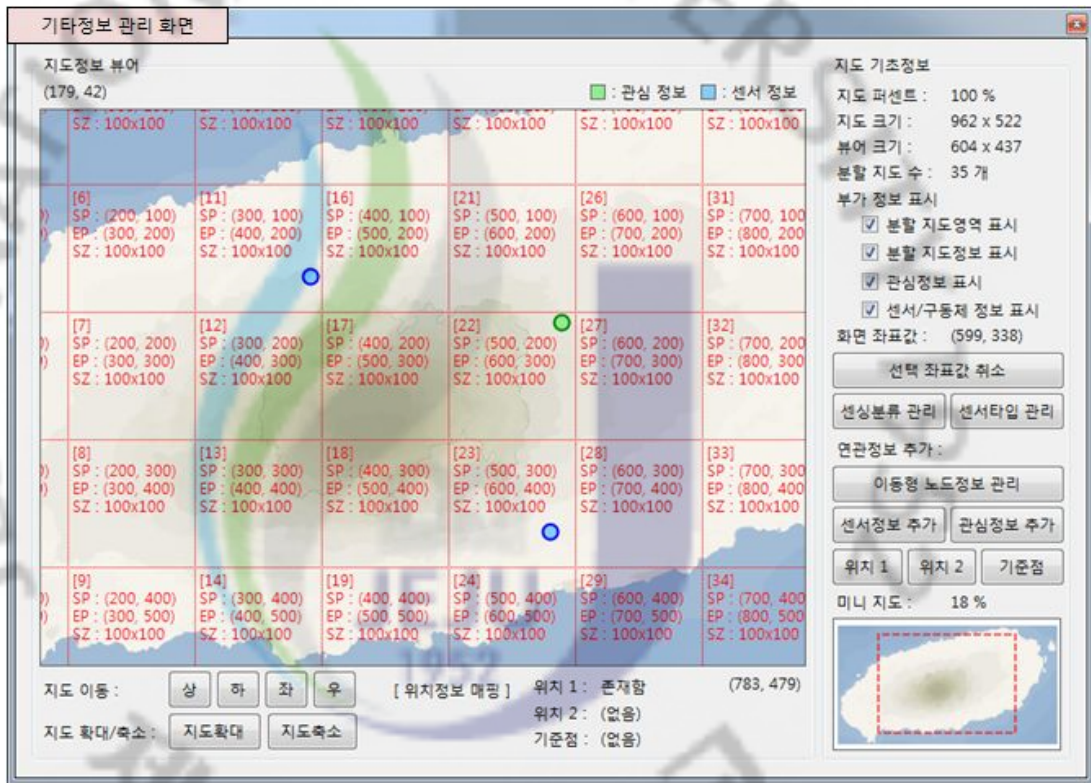 기타정보 관리 화면
지도정보 뷰어
(179, 42)
: 관심 정보 : 센서 정보
SZ : 100x100 SZ : 100x100 SZ : 100x100 SZ : 100x100 SZ : 100x100 SZ : 100x100
[6] [11] [16] [21] [26] [31]
) SP : (200, 100) SP : (300, 100) SP : (400, 100) SP : (500, 100) SP : (600, 100) SP : (700, 100
) EP : (300, 200) EP : (400, 200) EP : (500, 200) EP : (600, 200) EP : (700, 200) EP : (800, 200
SZ : 100x100 SZ : 100x100 SZ : 100x100 SZ : 100x100 SZ : 100x100 SZ : 100x100
[7] [12] [17] [22] [27] [32]
) SP : (200, 200) SP : (300, 200) SP : (400, 200) SP : (500, 200) SP : (600, 200) SP : (700, 200
) EP : (300, 300) EP : (400, 300) EP : (500, 300) EP : (600, 300) EP : (700, 300) EP : (800, 300
SZ : 100x100 SZ : 100x100 SZ : 100x100 SZ : 100x100 SZ : 100x100 SZ : 100x100
[8] [13] [18] [23] [28] [33]
) SP : (200, 300) SP : (300, 300) SP : (400, 300) SP : (500, 300) SP : (600, 300) SP : (700, 300
) EP : (300, 400) EP : (400, 400) EP : (500, 400) EP : (600, 400) EP : (700, 400) EP : (800, 400
SZ : 100x100 SZ : 100x100 SZ : 100x100 SZ : 100x100 SZ : 100x100 SZ : 100x100
[9] [14] [19] [24] [29] [34]
) SP : (200, 400) SP : (300, 400) SP : (400, 400) SP : (500, 400) SP : (600, 400) SP : (700, 400
) EP : (300, 500) EP : (400, 500) EP : (500, 500) EP : (600, 500) EP : (700, 500) EP : (800, 500
SZ : 100x100 SZ : 100x100 SZ : 100x100 SZ : 100x100 SZ : 100x100 SZ : 100x100
JEJU
1952
지도 이동 : 상 하 좌 우 [ 위치정보 매핑 ] 위치 1 : 존재함 (783, 479)
위치 2 : (없음)
지도 확대/축소 : 지도확대 지도축소 기준점 : (없음)
지도 기초정보
지도 퍼센트 : 100 %
지도 크기 : 962 x 522
뷰어 크기 : 604 x 437
분할 지도 수 : 35 개
부가 정보 표시
분할 지도영역 표시
분할 지도정보 표시
관심정보 표시
센서/구동체 정보 표시
화면 좌표값 : (599, 338)
선택 좌표값 취소
센싱분류 관리 센서타입 관리
연관정보 추가 :
이동형 노드정보 관리
센서정보 추가 관심정보 추가
위치 1 위치 2 기준점
미니 지도 : 18 %